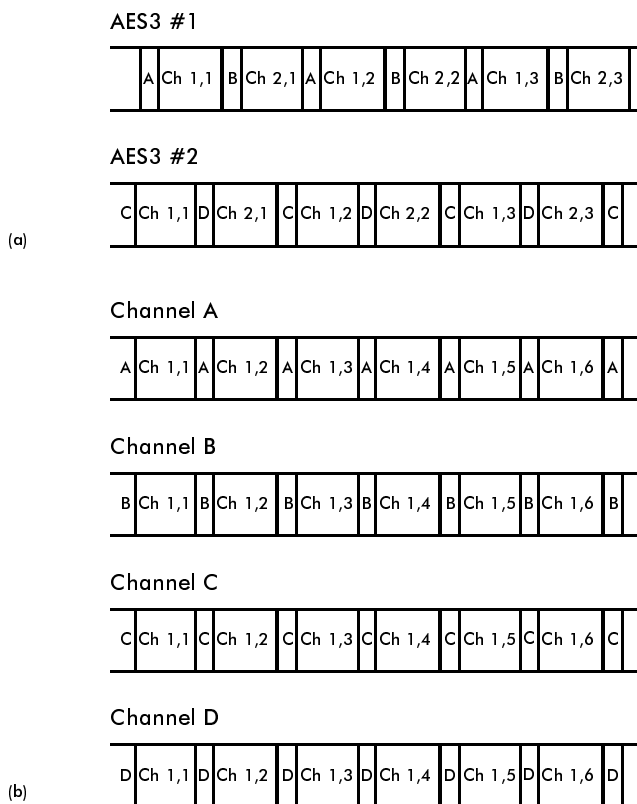 AES3 #1
A Ch 1,1 B Ch 2,1 A Ch 1,2 B Ch 2,2 A Ch 1,3 B Ch 2,3
AES3 #2
C Ch 1,1 D Ch 2,1 C Ch 1,2 D Ch 2,2 C Ch 1,3 D Ch 2,3 C
(a)
Channel A
A Ch 1,1 A Ch 1,2 A Ch 1,3 A Ch 1,4 A Ch 1,5 A Ch 1,6 A
Channel B
B Ch 1,1 B Ch 1,2 B Ch 1,3 B Ch 1,4 B Ch 1,5 B Ch 1,6 B
Channel C
C Ch 1,1 C Ch 1,2 C Ch 1,3 C Ch 1,4 C Ch 1,5 C Ch 1,6 C
Channel D
D Ch 1,1 D Ch 1,2 D Ch 1,3 D Ch 1,4 D Ch 1,5 D Ch 1,6 D
(b)